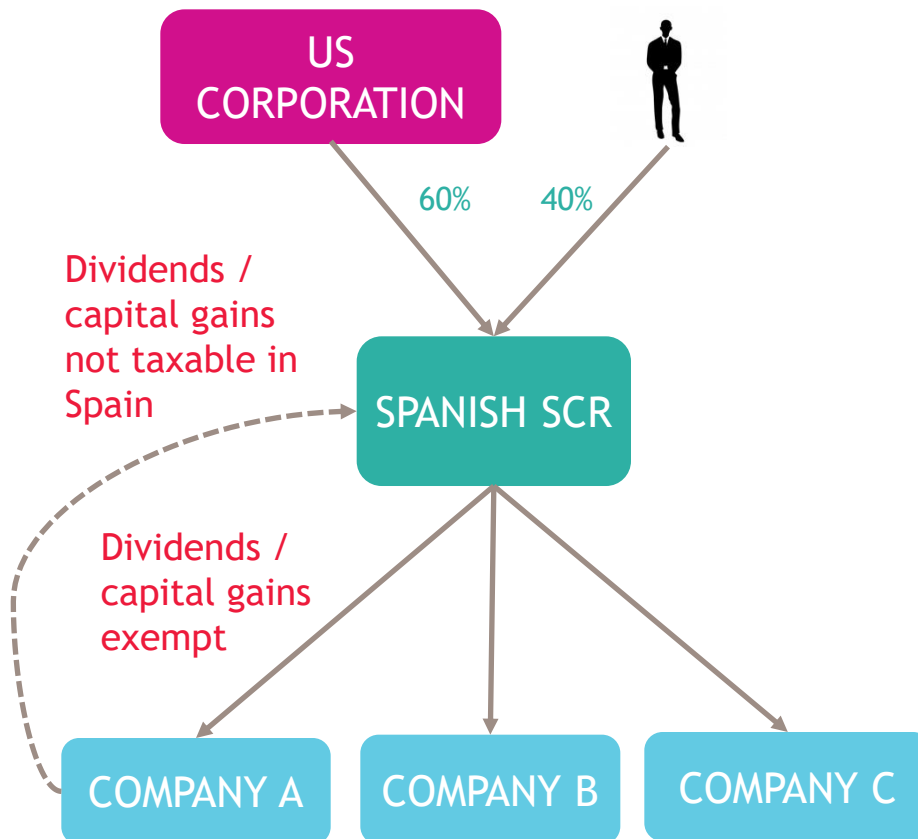 US
CORPORATION
60%
40%
Dividends /
capital gains
not taxable in
Spain
SPANISH SCR
Dividends /
capital gains
exempt
COMPANY A
COMPANY B
COMPANY C